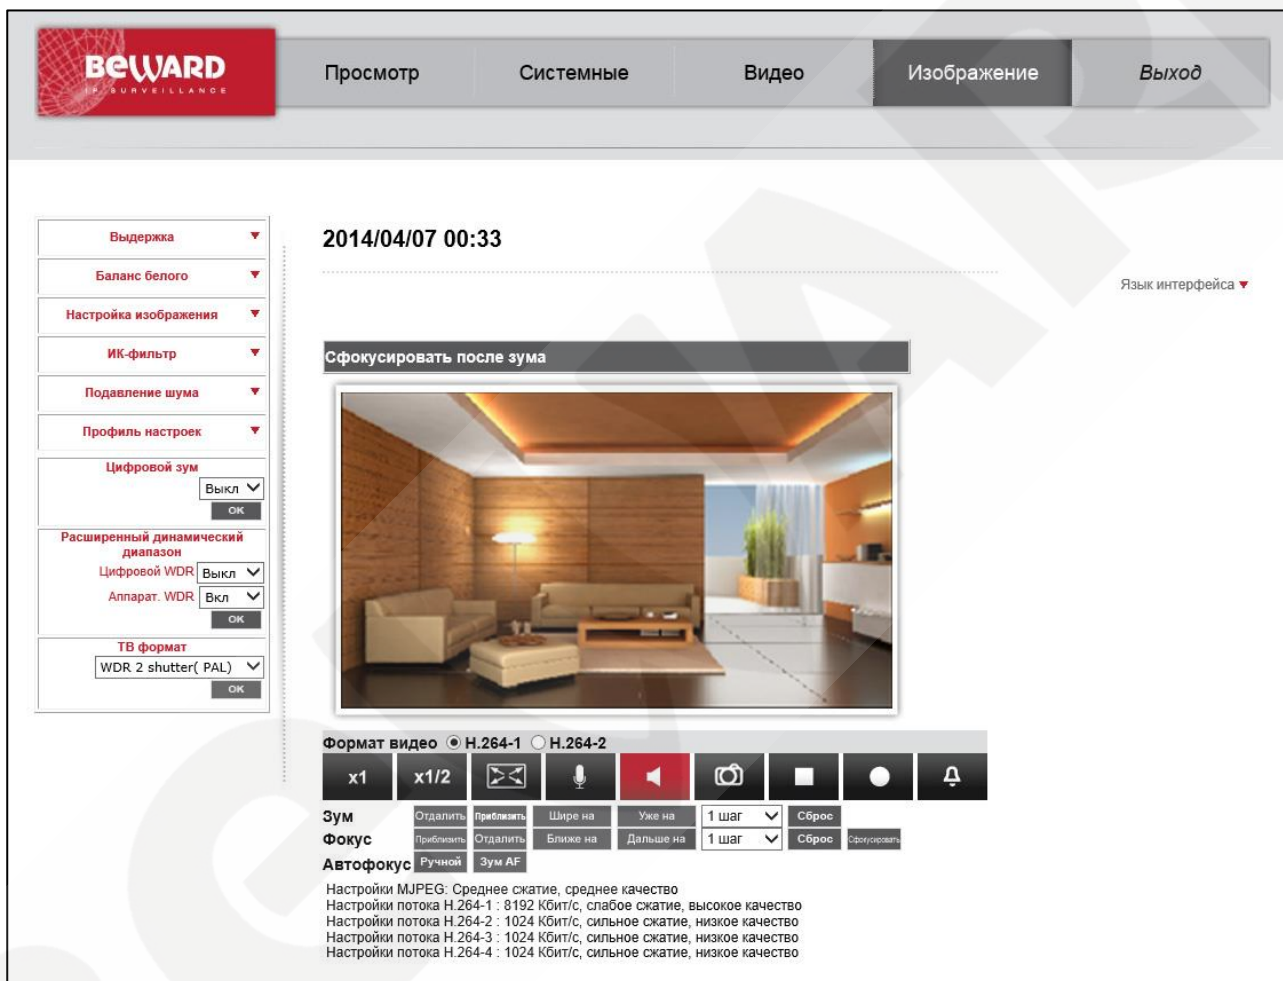 BEWARD
IP SURVEILLANCE
Просмотр
Системные
Видео
Изображение
Выход
2014/04/07 00:33
Язык интерфейса
Выдержка
Баланс белого
Настройка изображения
ИК-фильтр
Подавление шума
Профиль настроек
Цифровой зум
Выкл
OK
Расширенный динамический
диапазон
Цифровой WDR Выкл
Аппарат. WDR Вкл
OK
ТВ формат
WDR 2 shutter( PAL)
OK
Сфокусировать после зума
Формат видео H.264-1 H.264-2
x1 x1/2
Зум Отдалить Приблизить Шире на Уже на 1 шаг Сброс
Фокус Приблизить Отдалить Ближе на Дальше на 1 шаг Сброс Сфокусировать
Автофокус Ручной Зум AF
Настройки MJPEG: Среднее сжатие, среднее качество
Настройки потока H.264-1 : 8192 Кбит/с, слабое сжатие, высокое качество
Настройки потока H.264-2 : 1024 Кбит/с, сильное сжатие, низкое качество
Настройки потока H.264-3 : 1024 Кбит/с, сильное сжатие, низкое качество
Настройки потока H.264-4 : 1024 Кбит/с, сильное сжатие, низкое качество